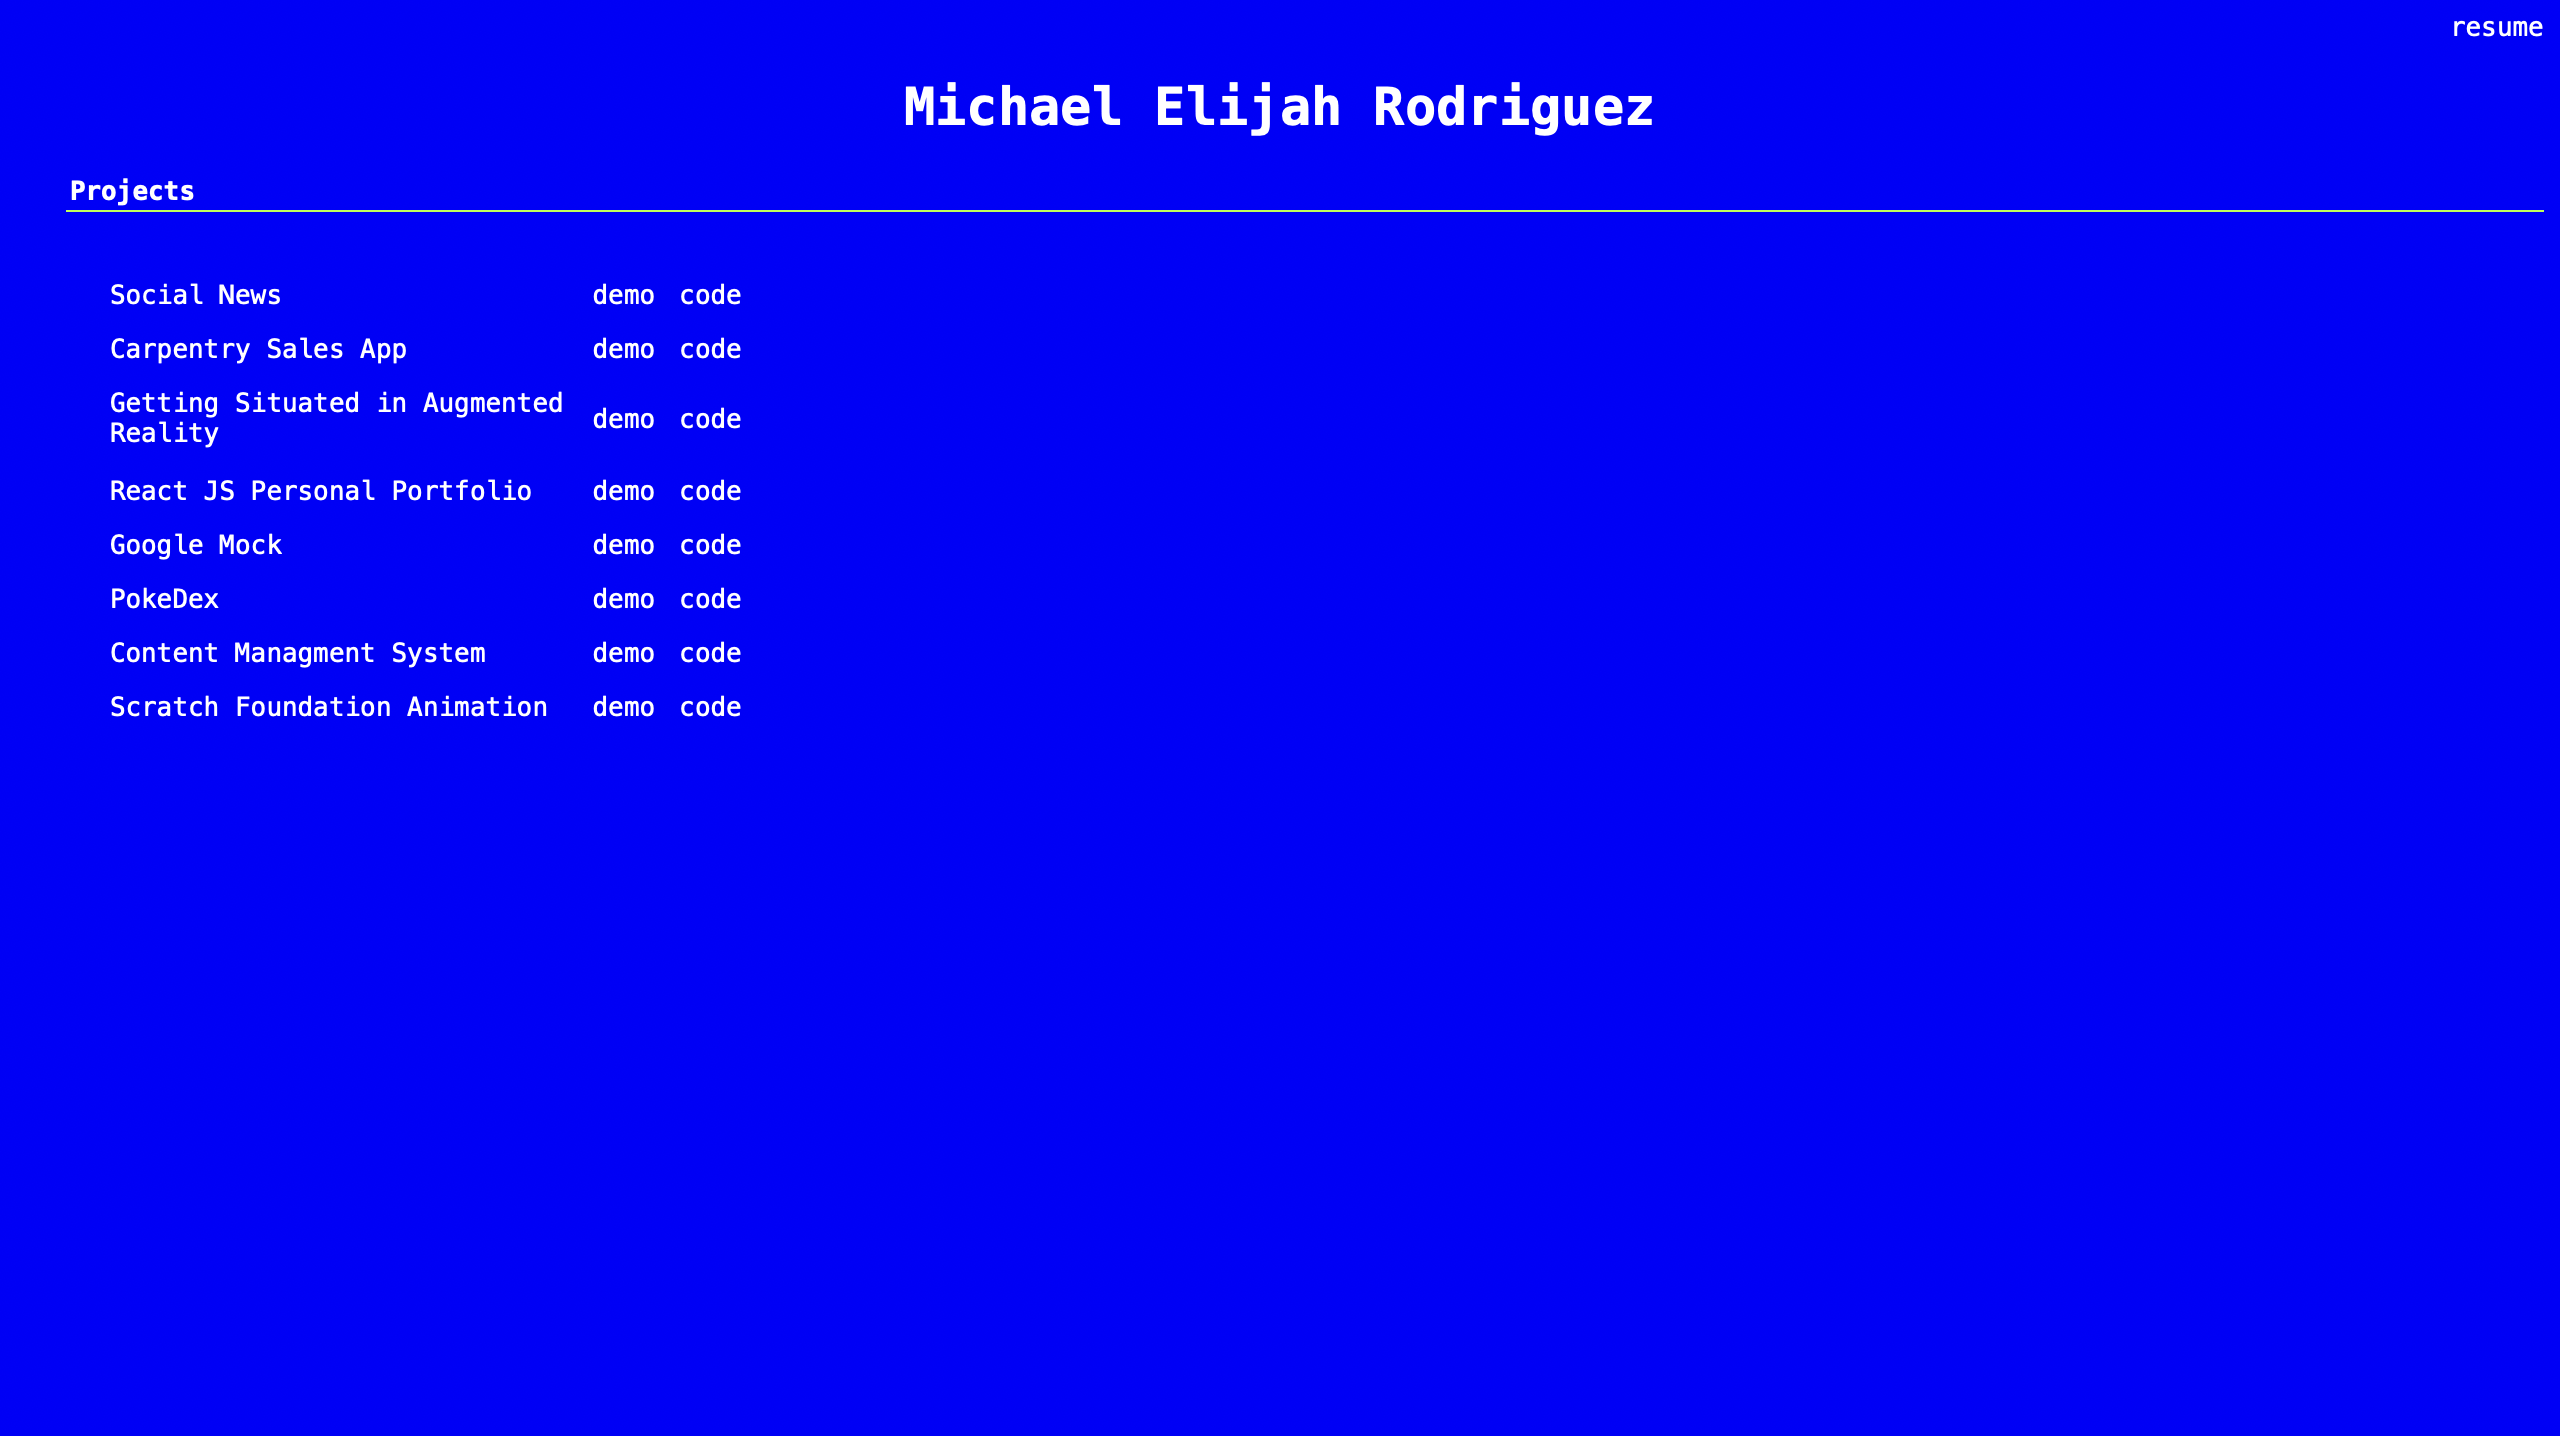 resume
Michael Elijah Rodriguez
Projects
Social News demo code
Carpentry Sales App demo code
Getting Situated in Augmented
Reality demo code
React JS Personal Portfolio demo code
Google Mock demo code
PokeDex demo code
Content Managment System demo code
Scratch Foundation Animation demo code